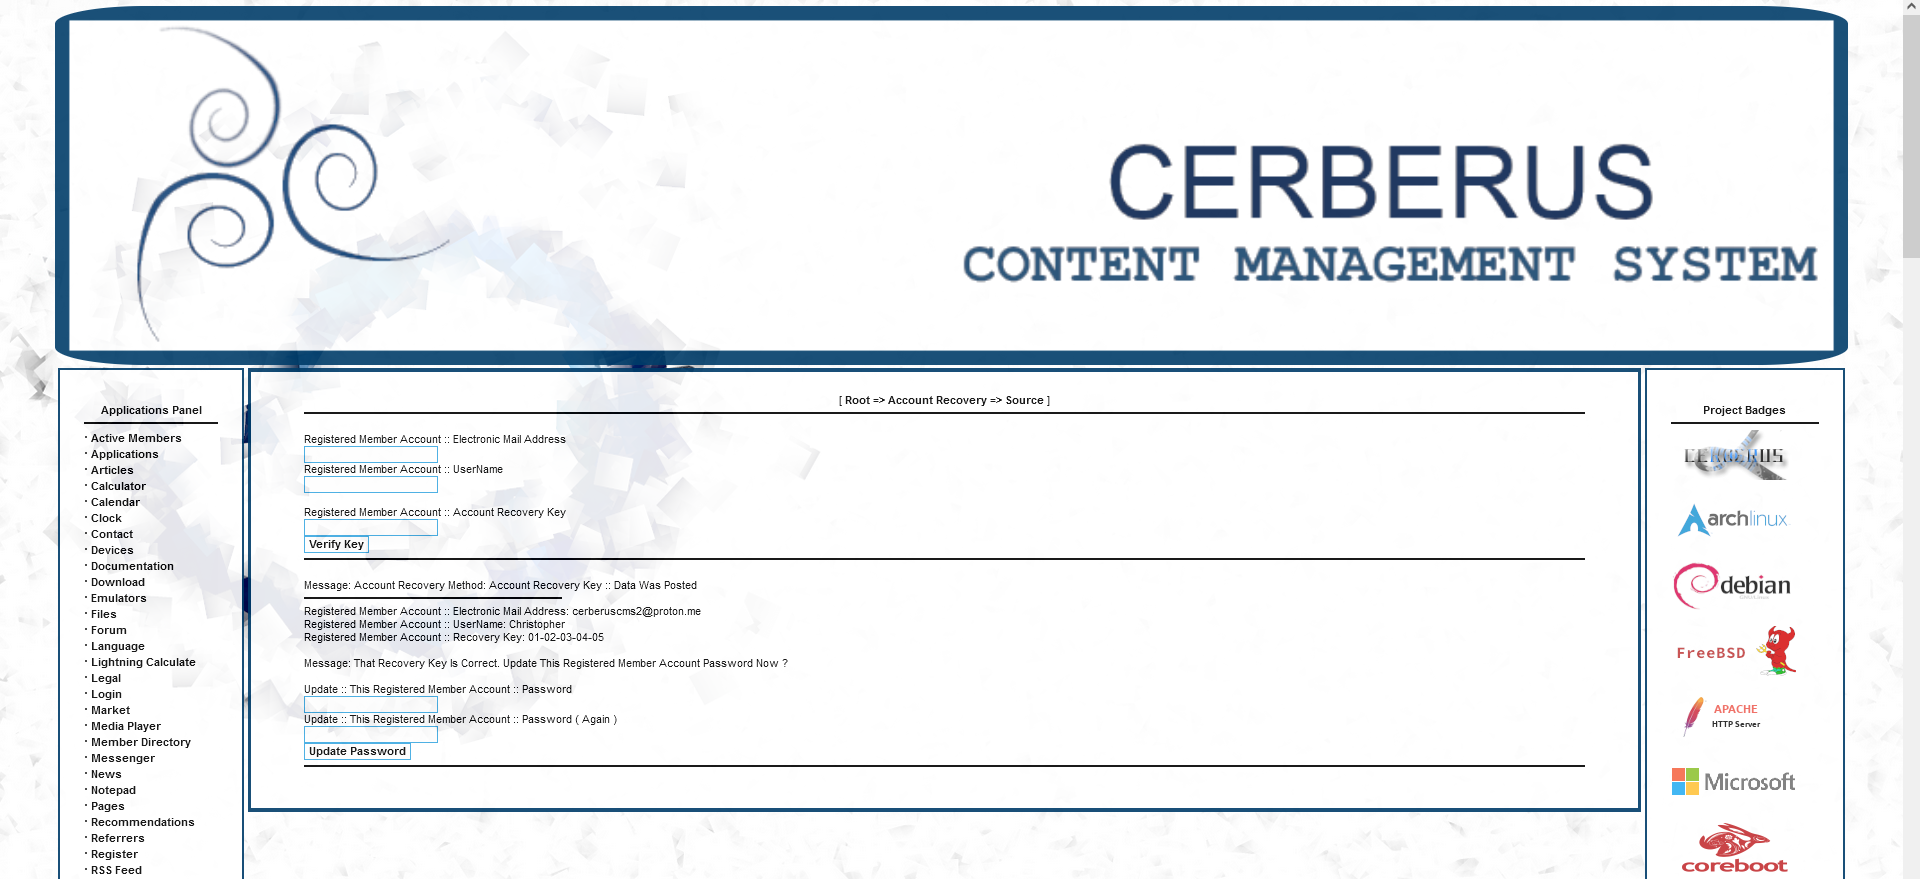 CERBERUS
CONTENT MANAGEMENT SYSTEM
Applications Panel
· Active Members
· Applications
· Articles
· Calculator
· Calendar
· Clock
· Contact
· Devices
· Documentation
· Download
· Emulators
· Files
· Forum
· Language
· Lightning Calculate
· Legal
· Login
· Market
· Media Player
· Member Directory
· Messenger
· News
· Notepad
· Pages
· Recommendations
· Referrers
· Register
· RSS Feed
[ Root => Account Recovery => Source ]
Registered Member Account :: Electronic Mail Address
Registered Member Account :: UserName
Registered Member Account :: Account Recovery Key
Verify Key
Message: Account Recovery Method: Account Recovery Key :: Data Was Posted
Registered Member Account :: Electronic Mail Address: cerberuscms2@proton.me
Registered Member Account :: UserName: Christopher
Registered Member Account :: Recovery Key: 01-02-03-04-05
Message: That Recovery Key Is Correct. Update This Registered Member Account Password Now ?
Update :: This Registered Member Account :: Password
Update :: This Registered Member Account :: Password ( Again )
Update Password
Project Badges
CERBERUS
archlinux
debian
FreeBSD
APACHE
HTTP Server
Microsoft
coreboot